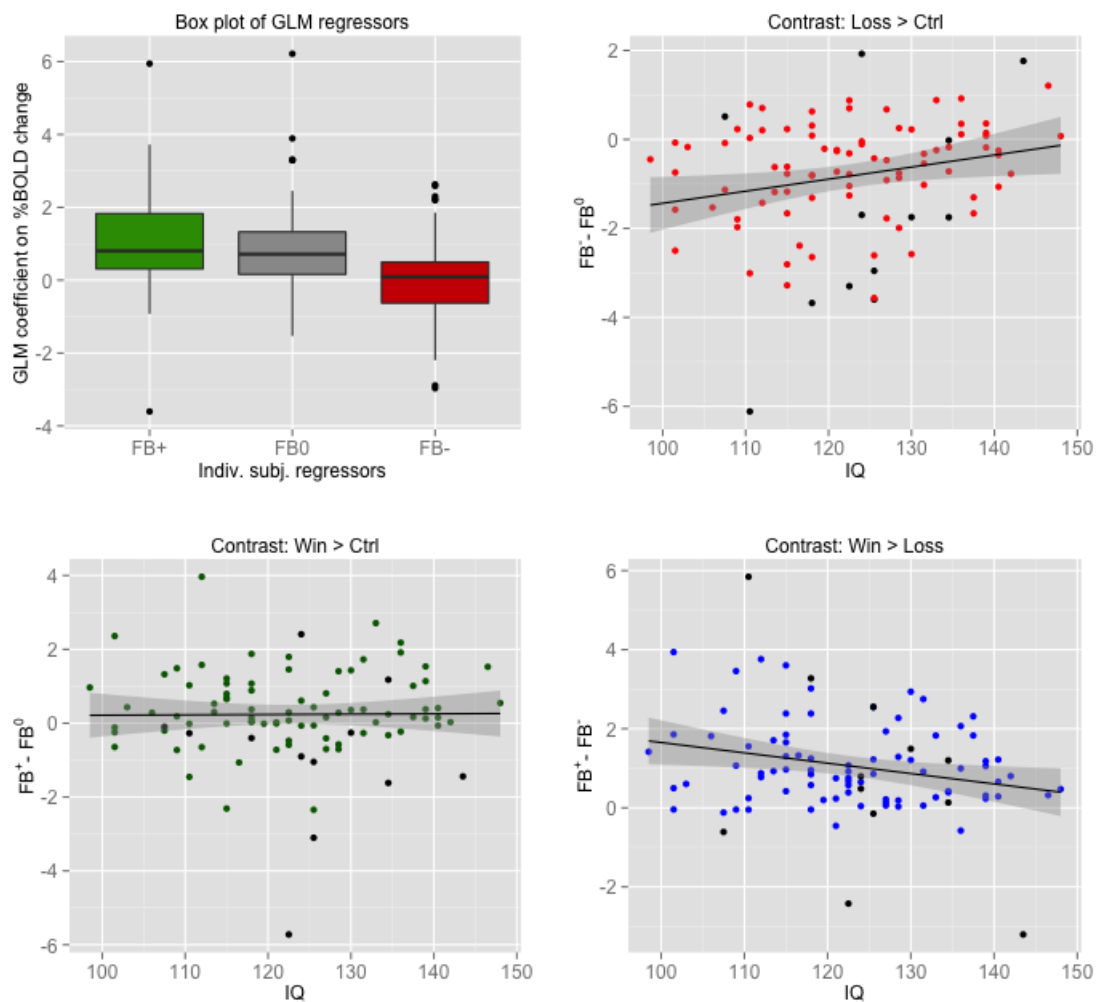 Box plot of GLM regressors
GLM coefficient on %BOLD change
6
4
2
0
-2
-4
FB+
FB0
FB-
Indiv. subj. regressors
Contrast: Loss > Ctrl
FB⁻- FB⁰
2
0
-2
-4
-6
100
110
120
130
140
150
IQ
Contrast: Win > Ctrl
FB⁺- FB⁰
4
2
0
-2
-4
-6
100
110
120
130
140
150
IQ
Contrast: Win > Loss
FB⁺- FB⁻
6
4
2
0
-2
100
110
120
130
140
150
IQ